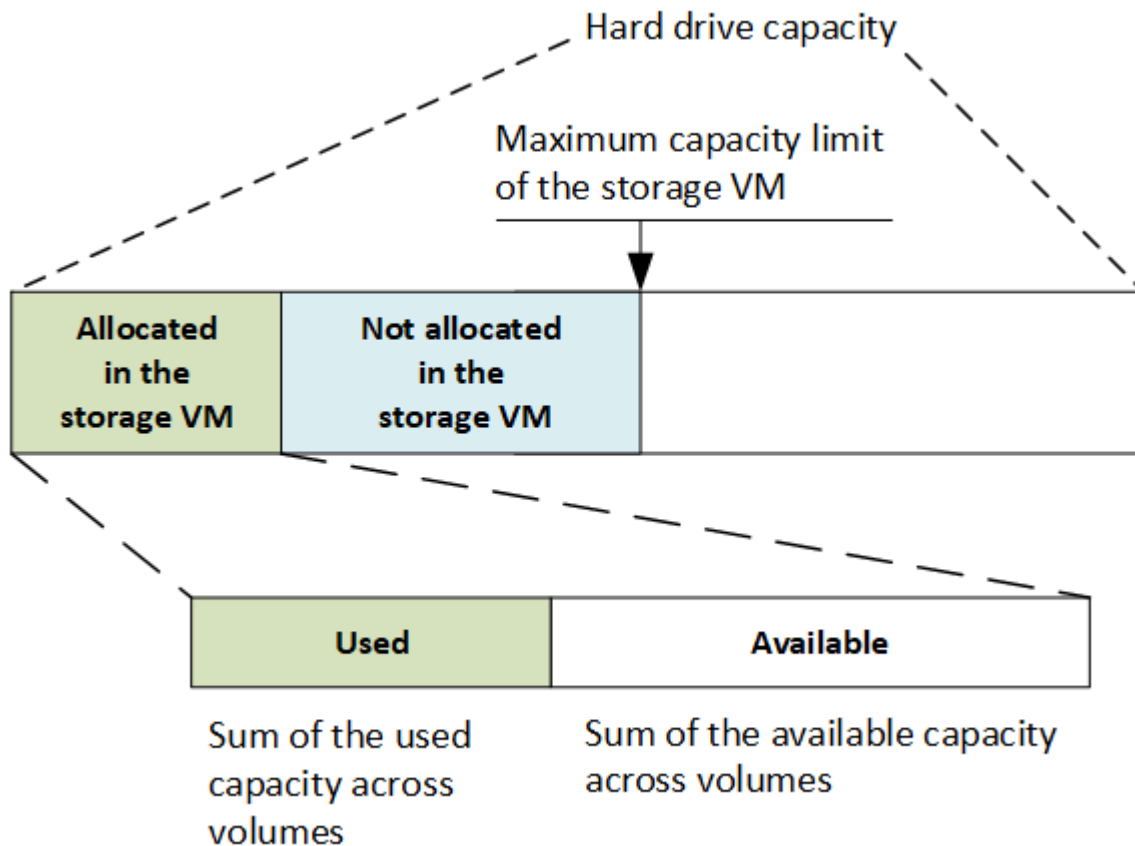 Hard drive capacity
Maximum capacity limit
of the storage VM
Allocated
in the
storage VM
Not allocated
in the
storage VM
Used
Available
Sum of the used
capacity across
volumes
Sum of the available capacity
across volumes